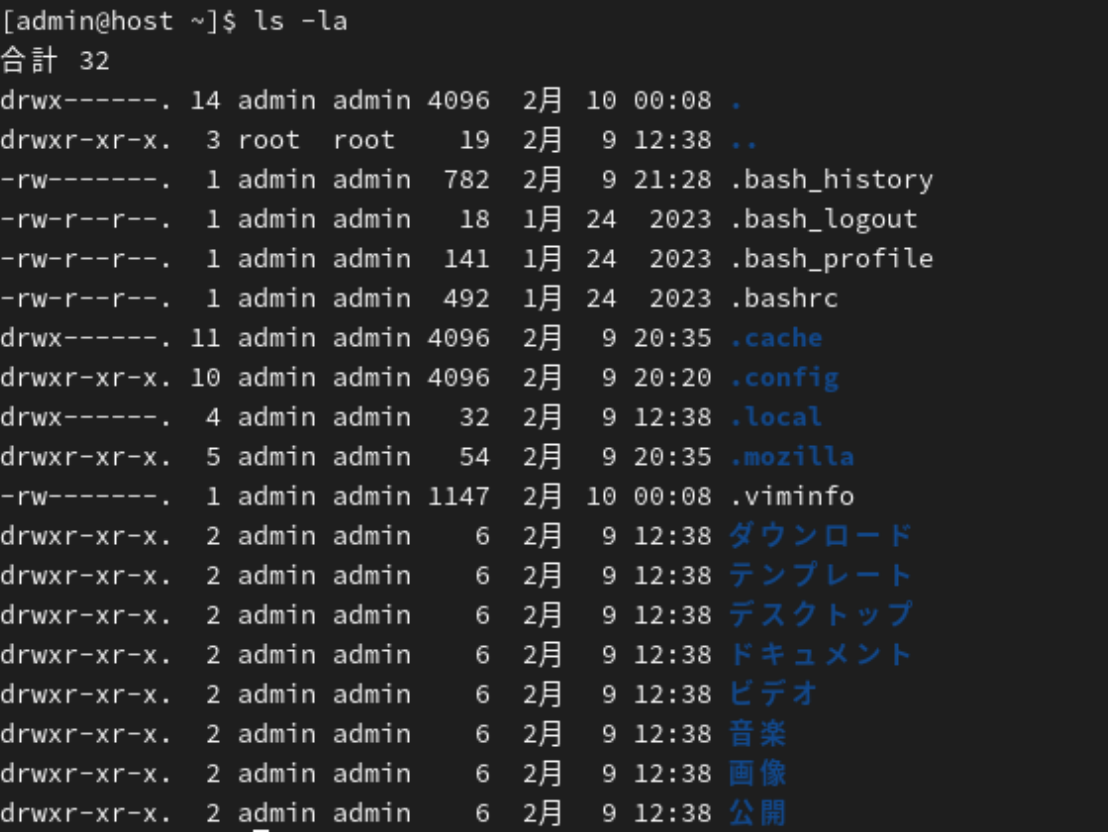 [admin@host ~]$ ls -la
合計 32
drwx------. 14 admin admin 4096  2月 10 00:08 .
drwxr-xr-x.  3 root  root    19  2月  9 12:38 ..
-rw-------.  1 admin admin  782  2月  9 21:28 .bash_history
-rw-r--r--.  1 admin admin   18  1月 24  2023 .bash_logout
-rw-r--r--.  1 admin admin  141  1月 24  2023 .bash_profile
-rw-r--r--.  1 admin admin  492  1月 24  2023 .bashrc
drwx------. 11 admin admin 4096  2月  9 20:35 .cache
drwxr-xr-x. 10 admin admin 4096  2月  9 20:20 .config
drwx------.  4 admin admin   32  2月  9 12:38 .local
drwxr-xr-x.  5 admin admin   54  2月  9 20:35 .mozilla
-rw-------.  1 admin admin 1147  2月 10 00:08 .viminfo
drwxr-xr-x.  2 admin admin    6  2月  9 12:38 ダウンロード
drwxr-xr-x.  2 admin admin    6  2月  9 12:38 テンプレート
drwxr-xr-x.  2 admin admin    6  2月  9 12:38 デスクトップ
drwxr-xr-x.  2 admin admin    6  2月  9 12:38 ドキュメント
drwxr-xr-x.  2 admin admin    6  2月  9 12:38 ビデオ
drwxr-xr-x.  2 admin admin    6  2月  9 12:38 音楽
drwxr-xr-x.  2 admin admin    6  2月  9 12:38 画像
drwxr-xr-x.  2 admin admin    6  2月  9 12:38 公開